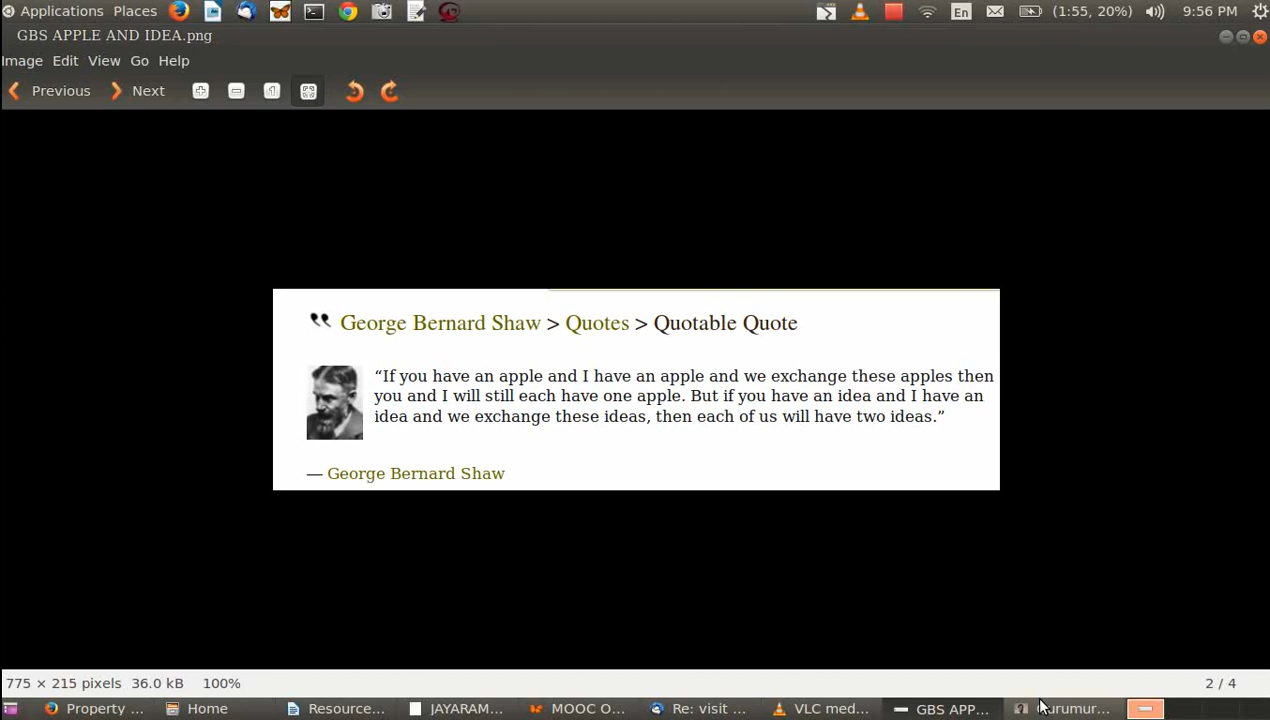 Applications Places En (1:55, 20%) 9:56 PM
GBS APPLE AND IDEA.png
Image Edit View Go Help
Previous Next
George Bernard Shaw > Quotes > Quotable Quote
“If you have an apple and I have an apple and we exchange these apples then
you and I will still each have one apple. But if you have an idea and I have an
idea and we exchange these ideas, then each of us will have two ideas.”
— George Bernard Shaw
775 × 215 pixels 36.0 kB 100% 2 / 4
Property ... Home Resource... JAYARAM... MOOC O... Re: visit ... VLC med... GBS APP...